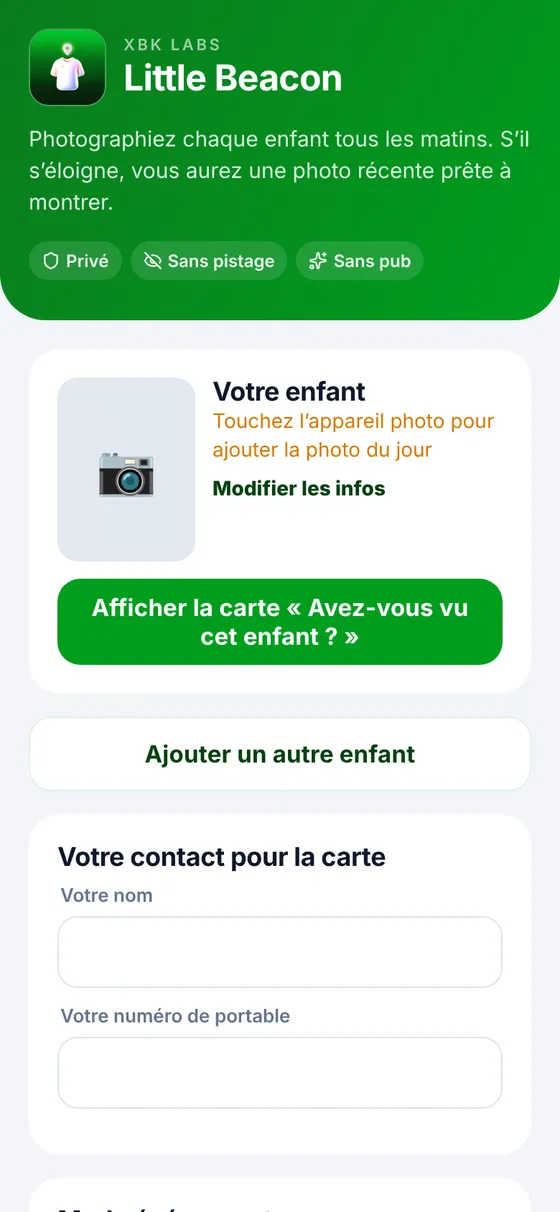 XBK LABS
Little Beacon
Photographiez chaque enfant tous les matins. S’il
s’éloigne, vous aurez une photo récente prête à
montrer.
Privé
Sans pistage
Sans pub
Votre enfant
Touchez l’appareil photo pour
ajouter la photo du jour
Modifier les infos
Afficher la carte « Avez-vous vu
cet enfant ? »
Ajouter un autre enfant
Votre contact pour la carte
Votre nom
Votre numéro de portable